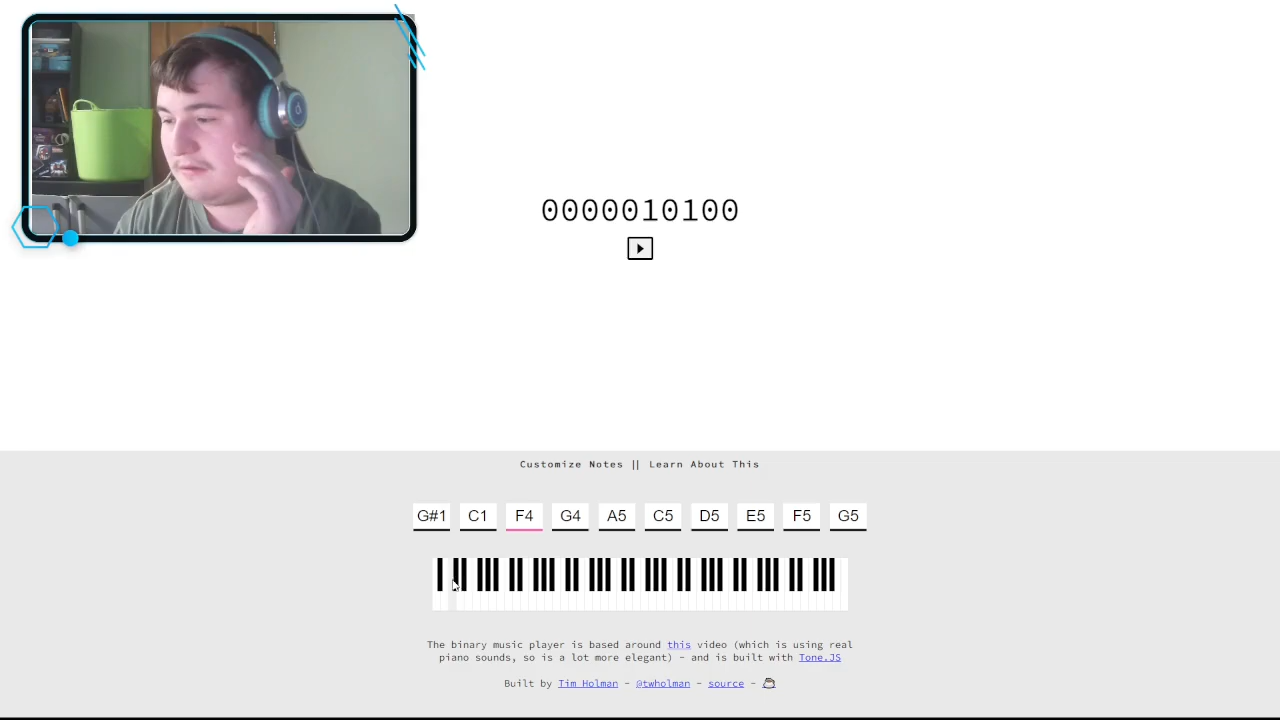 0000010100
Customize Notes || Learn About This
G#1 C1 F4 G4 A5 C5 D5 E5 F5 G5
The binary music player is based around this video (which is using real
piano sounds, so is a lot more elegant) - and is built with Tone.JS
Built by Tim Holman - @twholman - source -